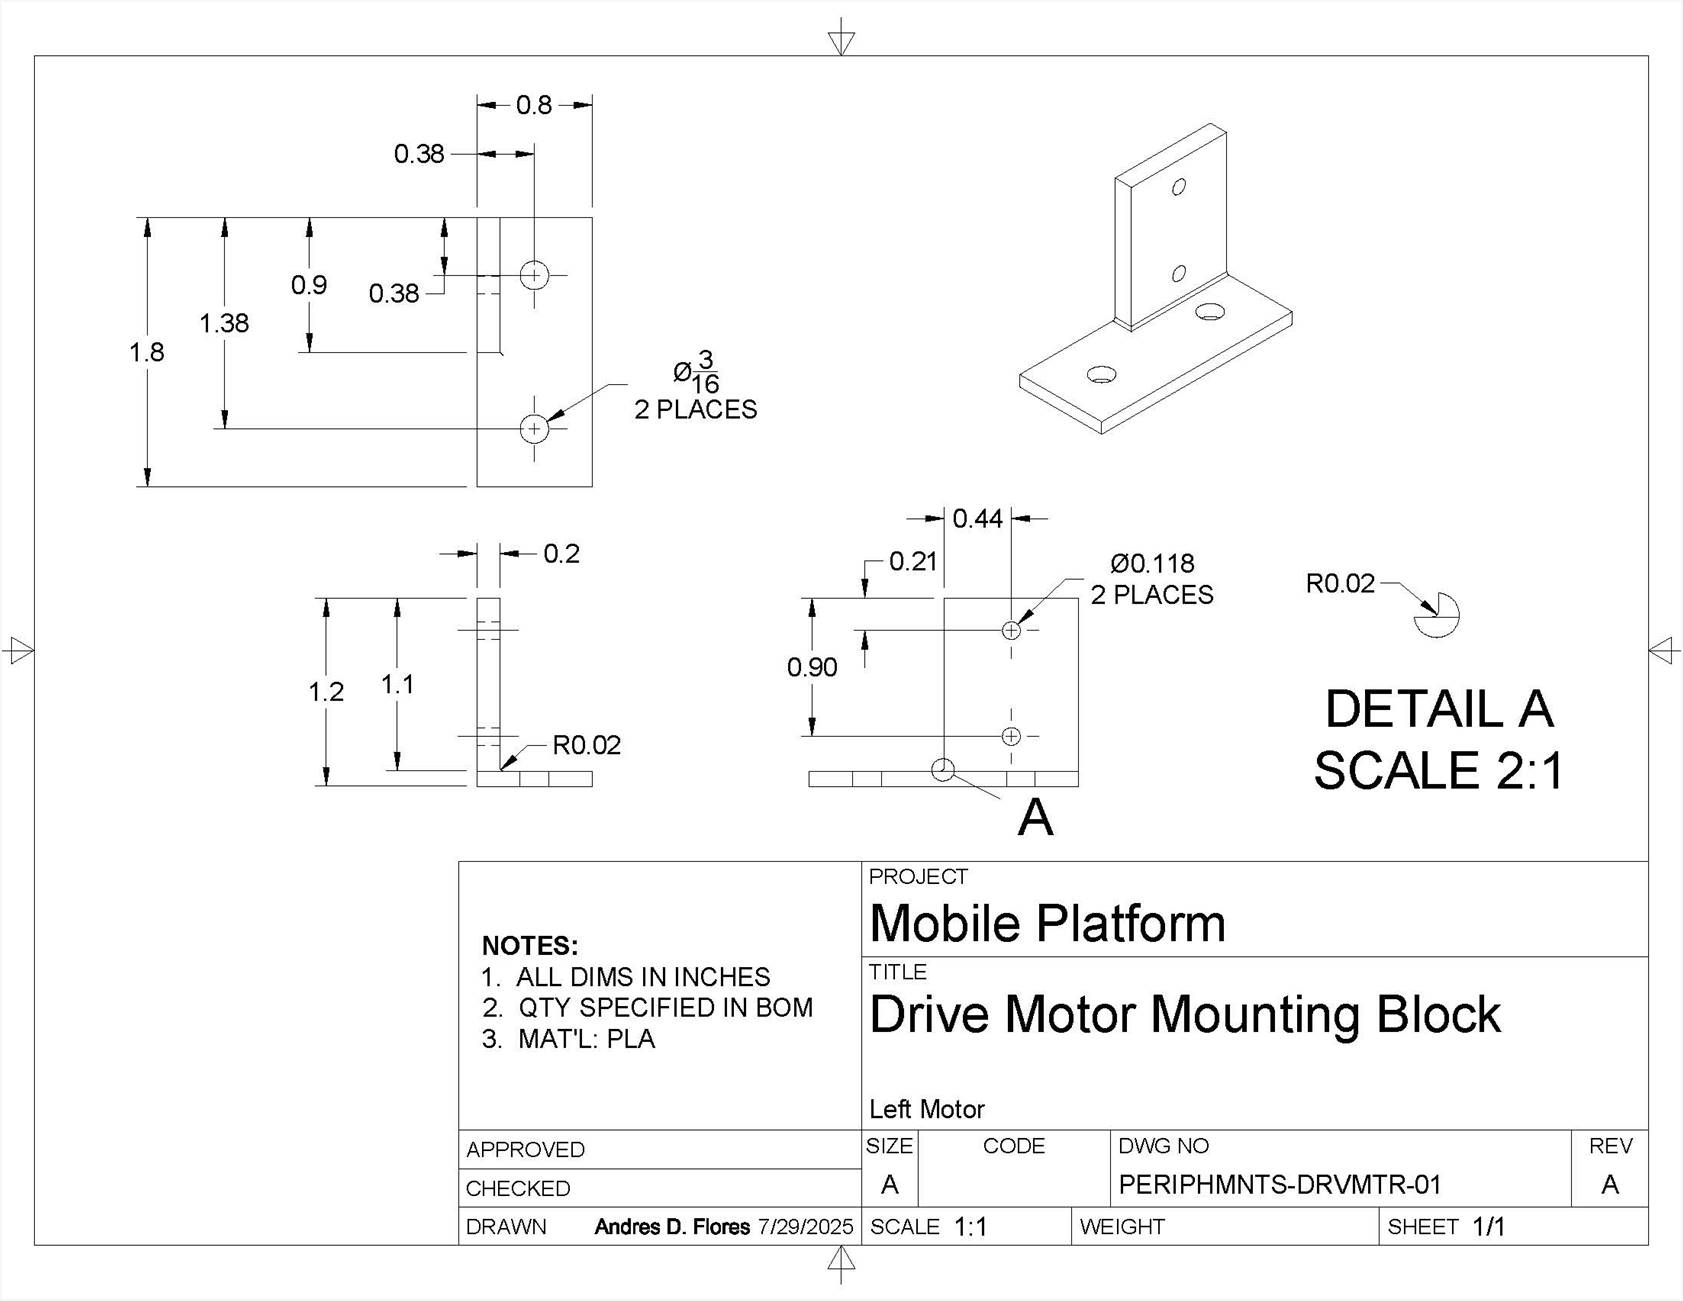 0.8
0.38
0.9
0.38
1.38
1.8
Ø3/16
2 PLACES
0.2
1.2
1.1
R0.02
0.44
0.21
Ø0.118
2 PLACES
0.90
A
R0.02
DETAIL A
SCALE 2:1
NOTES:
1. ALL DIMS IN INCHES
2. QTY SPECIFIED IN BOM
3. MAT'L: PLA
PROJECT
Mobile Platform
TITLE
Drive Motor Mounting Block
Left Motor
APPROVED
CHECKED
DRAWN Andres D. Flores 7/29/2025
SIZE CODE DWG NO REV
A PERIPHMNTS-DRVMTR-01 A
SCALE 1:1 WEIGHT SHEET 1/1